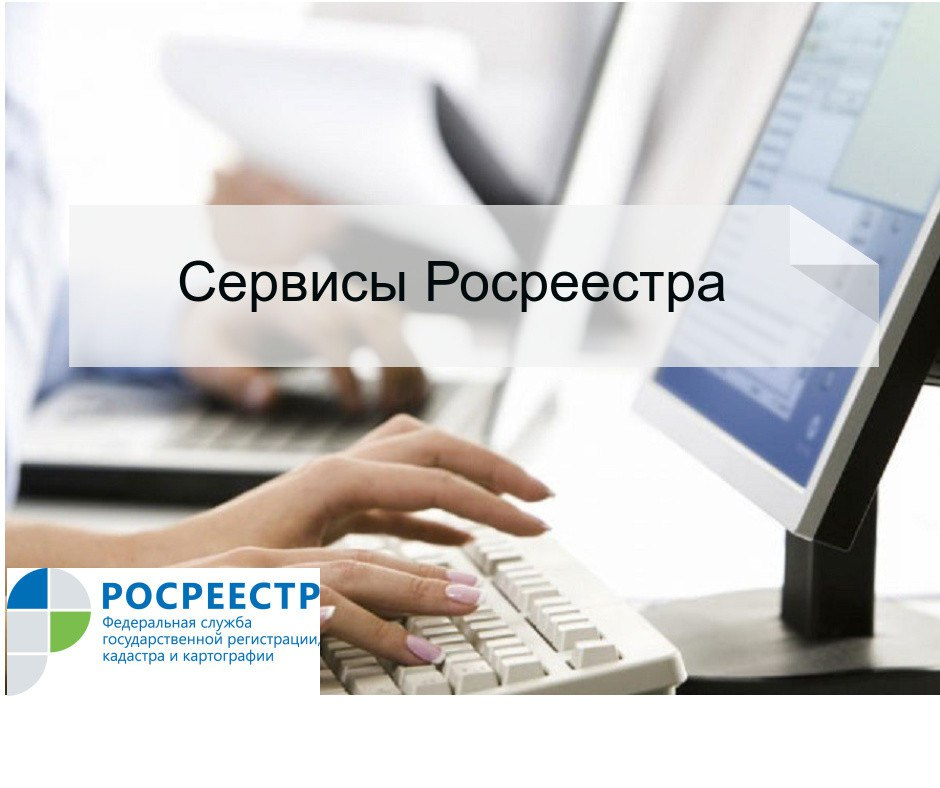 Сервисы Росреестра
РОСРЕЕСТР
Федеральная служба
государственной регистрации,
кадастра и картографии